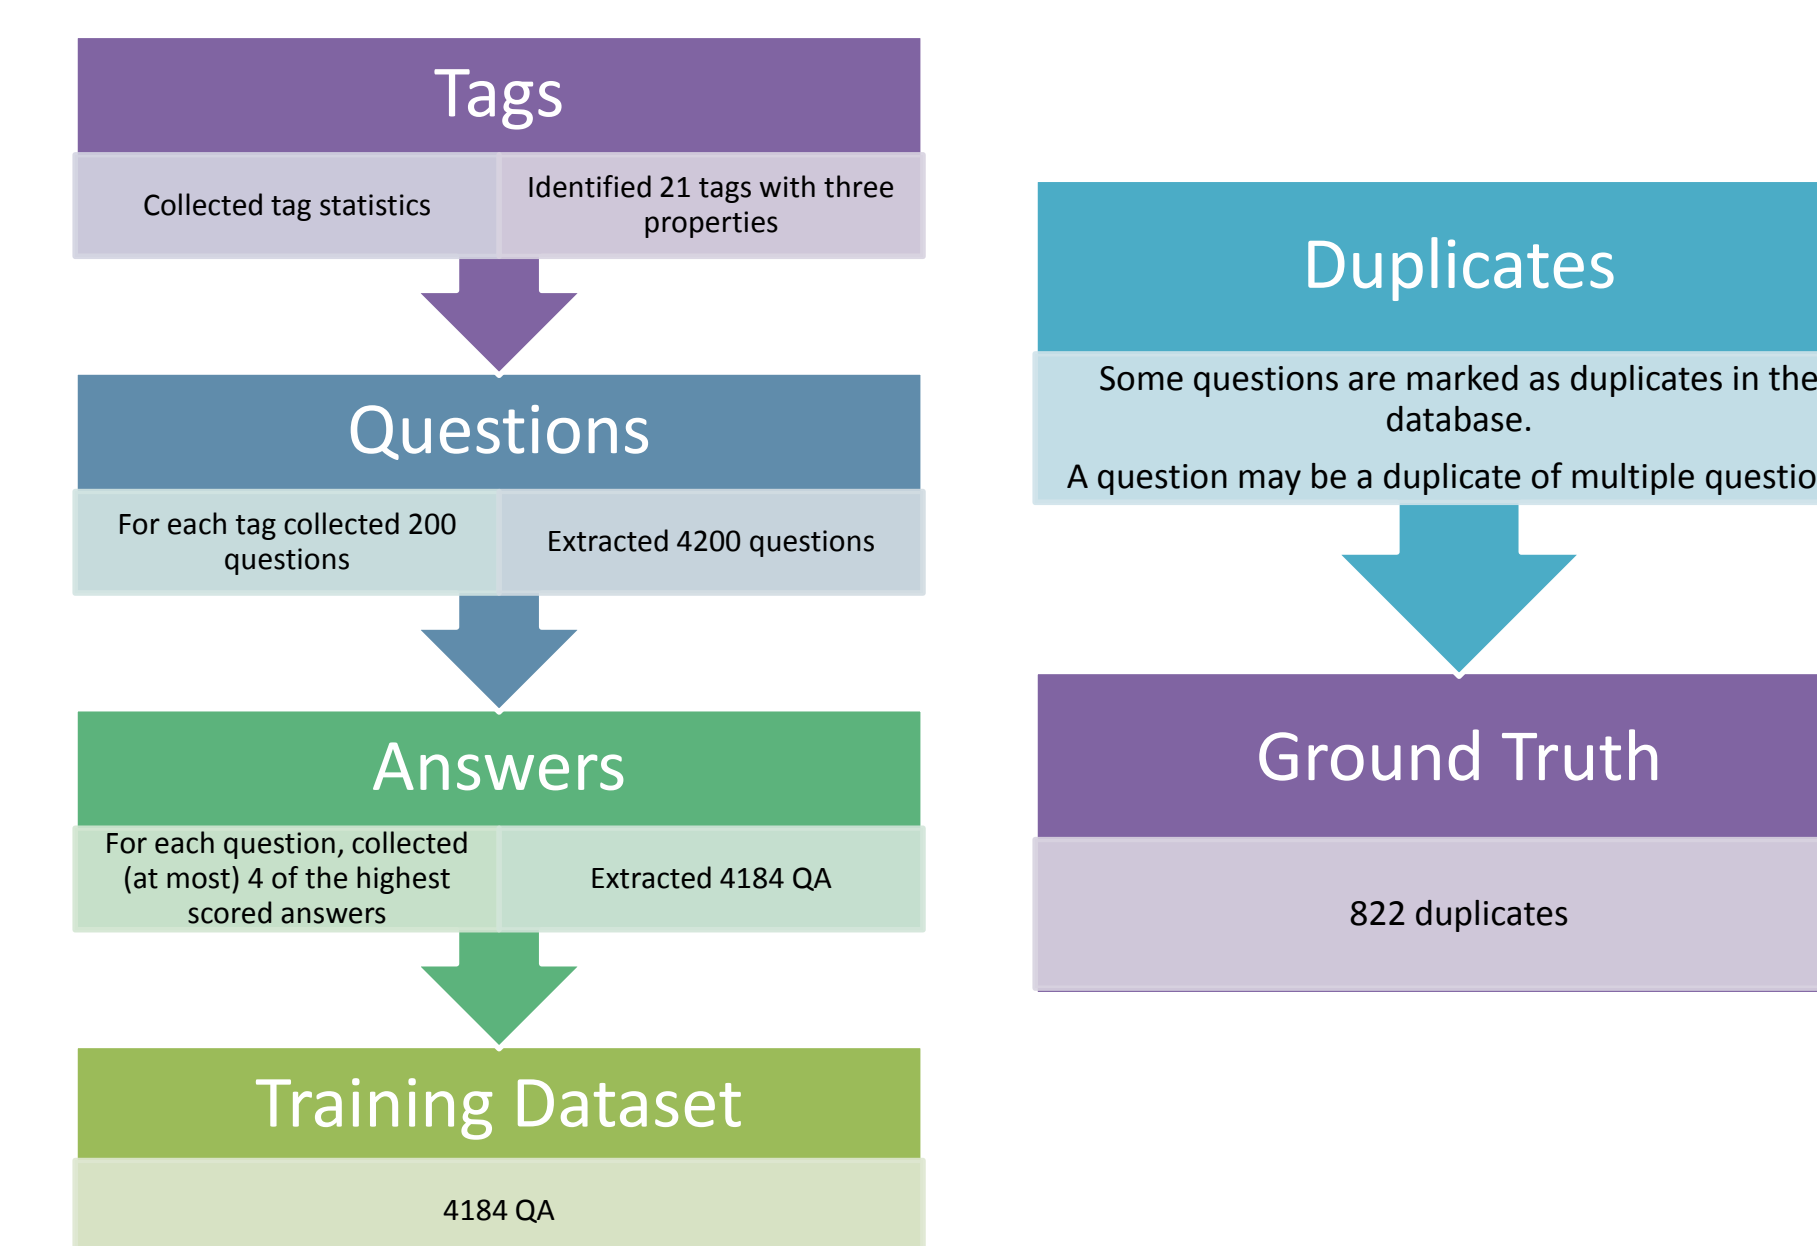 Tags
Collected tag statistics
Identified 21 tags with three
properties
Questions
For each tag collected 200
questions
Extracted 4200 questions
Answers
For each question, collected
(at most) 4 of the highest
scored answers
Extracted 4184 QA
Training Dataset
4184 QA
Duplicates
Some questions are marked as duplicates in the
database.
A question may be a duplicate of multiple questio
Ground Truth
822 duplicates